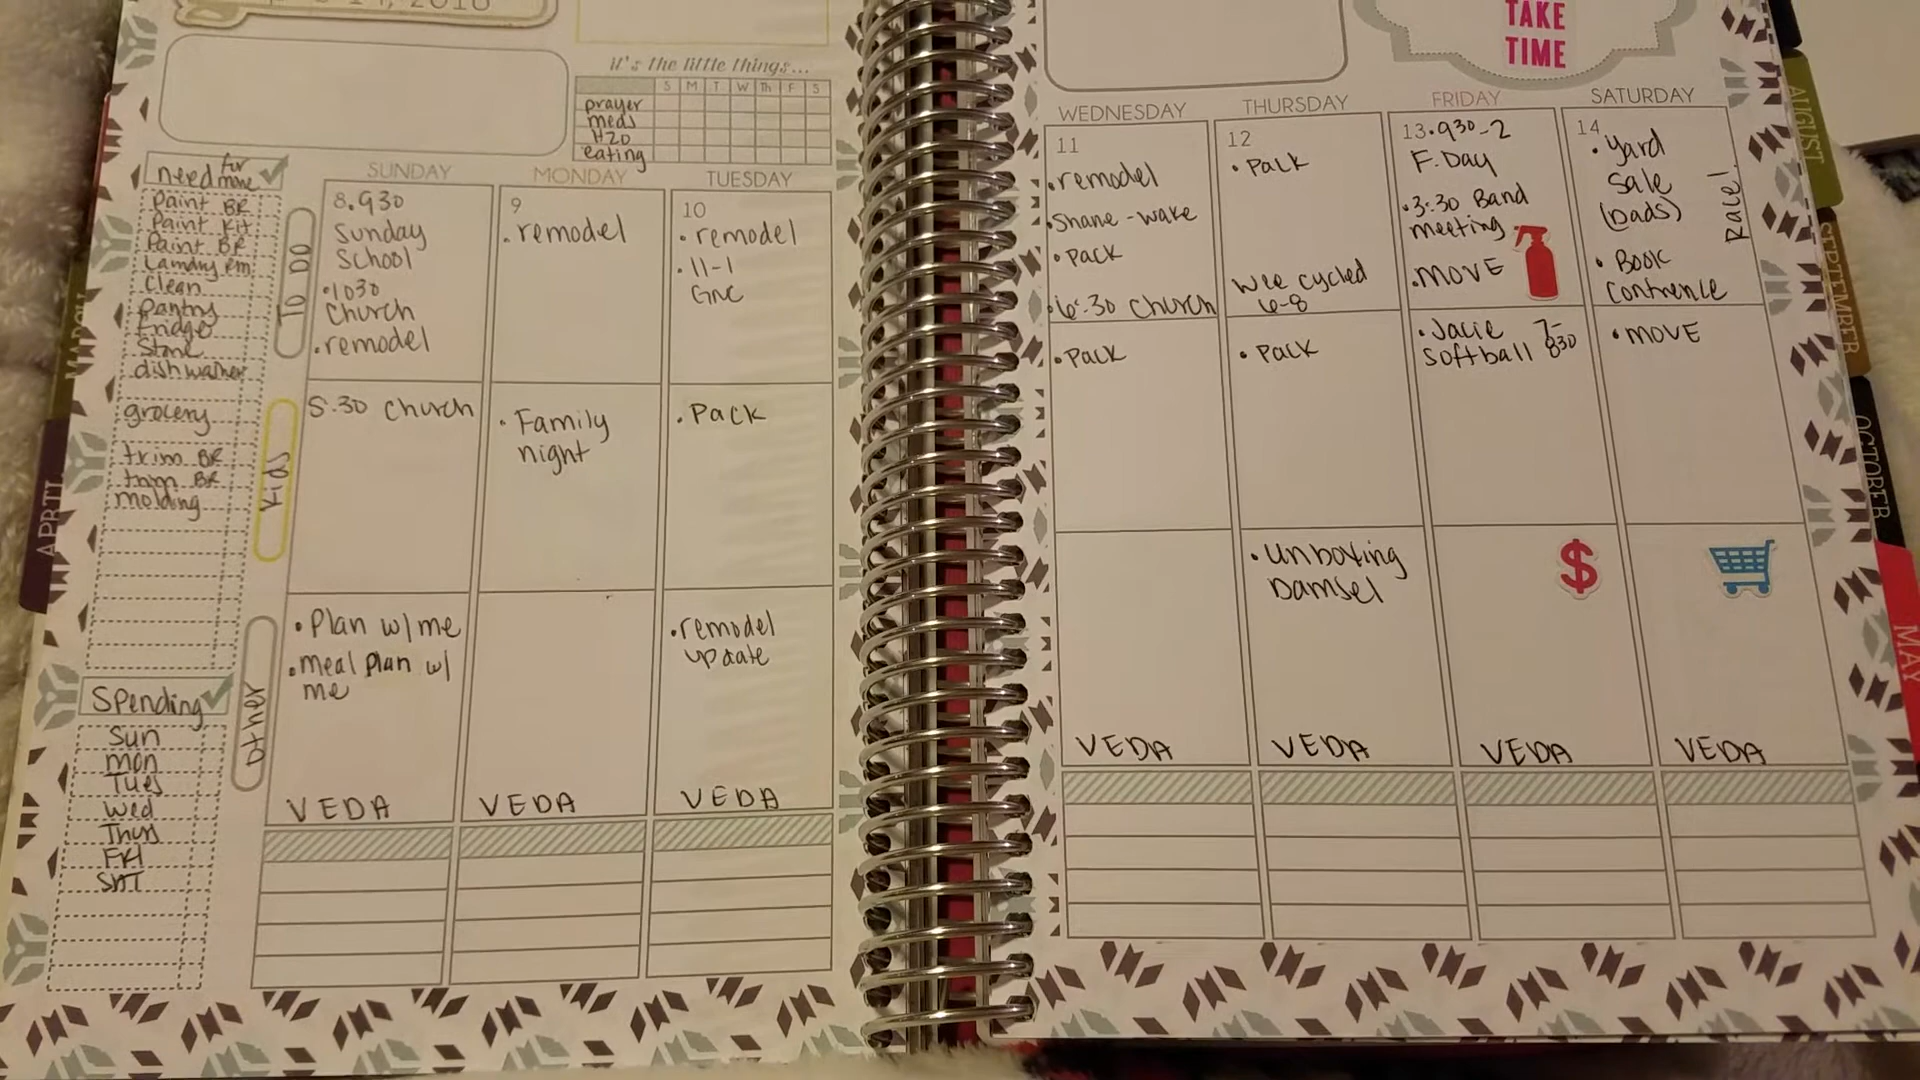 it's the little things...
S M T W Th F S
prayer
meds
H2O
eating
need for move
Paint BR
Paint Kit
Paint BR
Laundry rm
Clean
Pantry
Fridge
Stove
dishwasher
grocery
trim BR
trim BR
molding
Spending
Sun
mon
Tues
Wed
Thurs
FRI
SAT
TO DO
Kids
other
SUNDAY
8
.930
Sunday
School
.1030
Church
.remodel
5:30 church
. Plan w/ me
. meal plan w/
me
VEDA
MONDAY
9
. remodel
. Family
night
VEDA
TUESDAY
10
. remodel
. 11-1
GNC
. Pack
. remodel
update
VEDA
WEDNESDAY
11
. remodel
. Shane - wake
. Pack
. 6:30 Church
. Pack
VEDA
THURSDAY
12
. Pack
Wee cycled
6-8
. Pack
. unboxing
Damsel
VEDA
TAKE
TIME
FRIDAY
13
. 930-2
F. Day
. 3:30 Band
meeting
. MOVE
. Jacie 7-
softball 830
$
VEDA
SATURDAY
14
. Yard
Sale
(Dads)
Race!
. Book
Contrence
. MOVE
VEDA
MARCH
APRIL
AUGUST
SEPTEMBER
OCTOBER
MAY